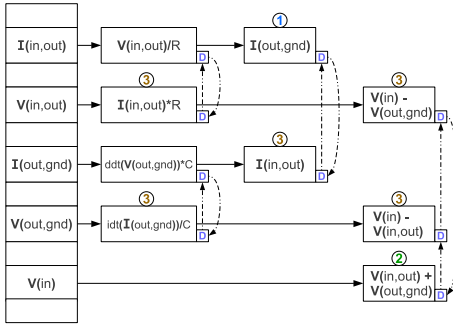 1
I(in,out)
V(in,out)/R
D
I(out,gnd)
D
3
3
V(in,out)
I(in,out)*R
D
V(in) -
V(out,gnd)
D
3
I(out,gnd)
ddt(V(out,gnd))*C
D
I(in,out)
D
3
3
V(out,gnd)
idt(I(out,gnd))/C
D
V(in) -
V(in,out)
D
2
V(in)
V(in,out) +
V(out,gnd)
D